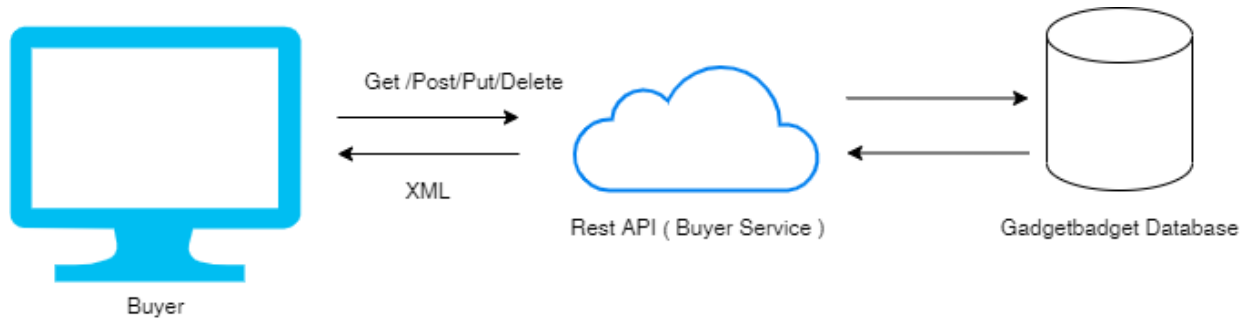 Get /Post/Put/Delete
XML
Rest API ( Buyer Service )
Gadgetbadget Database
Buyer